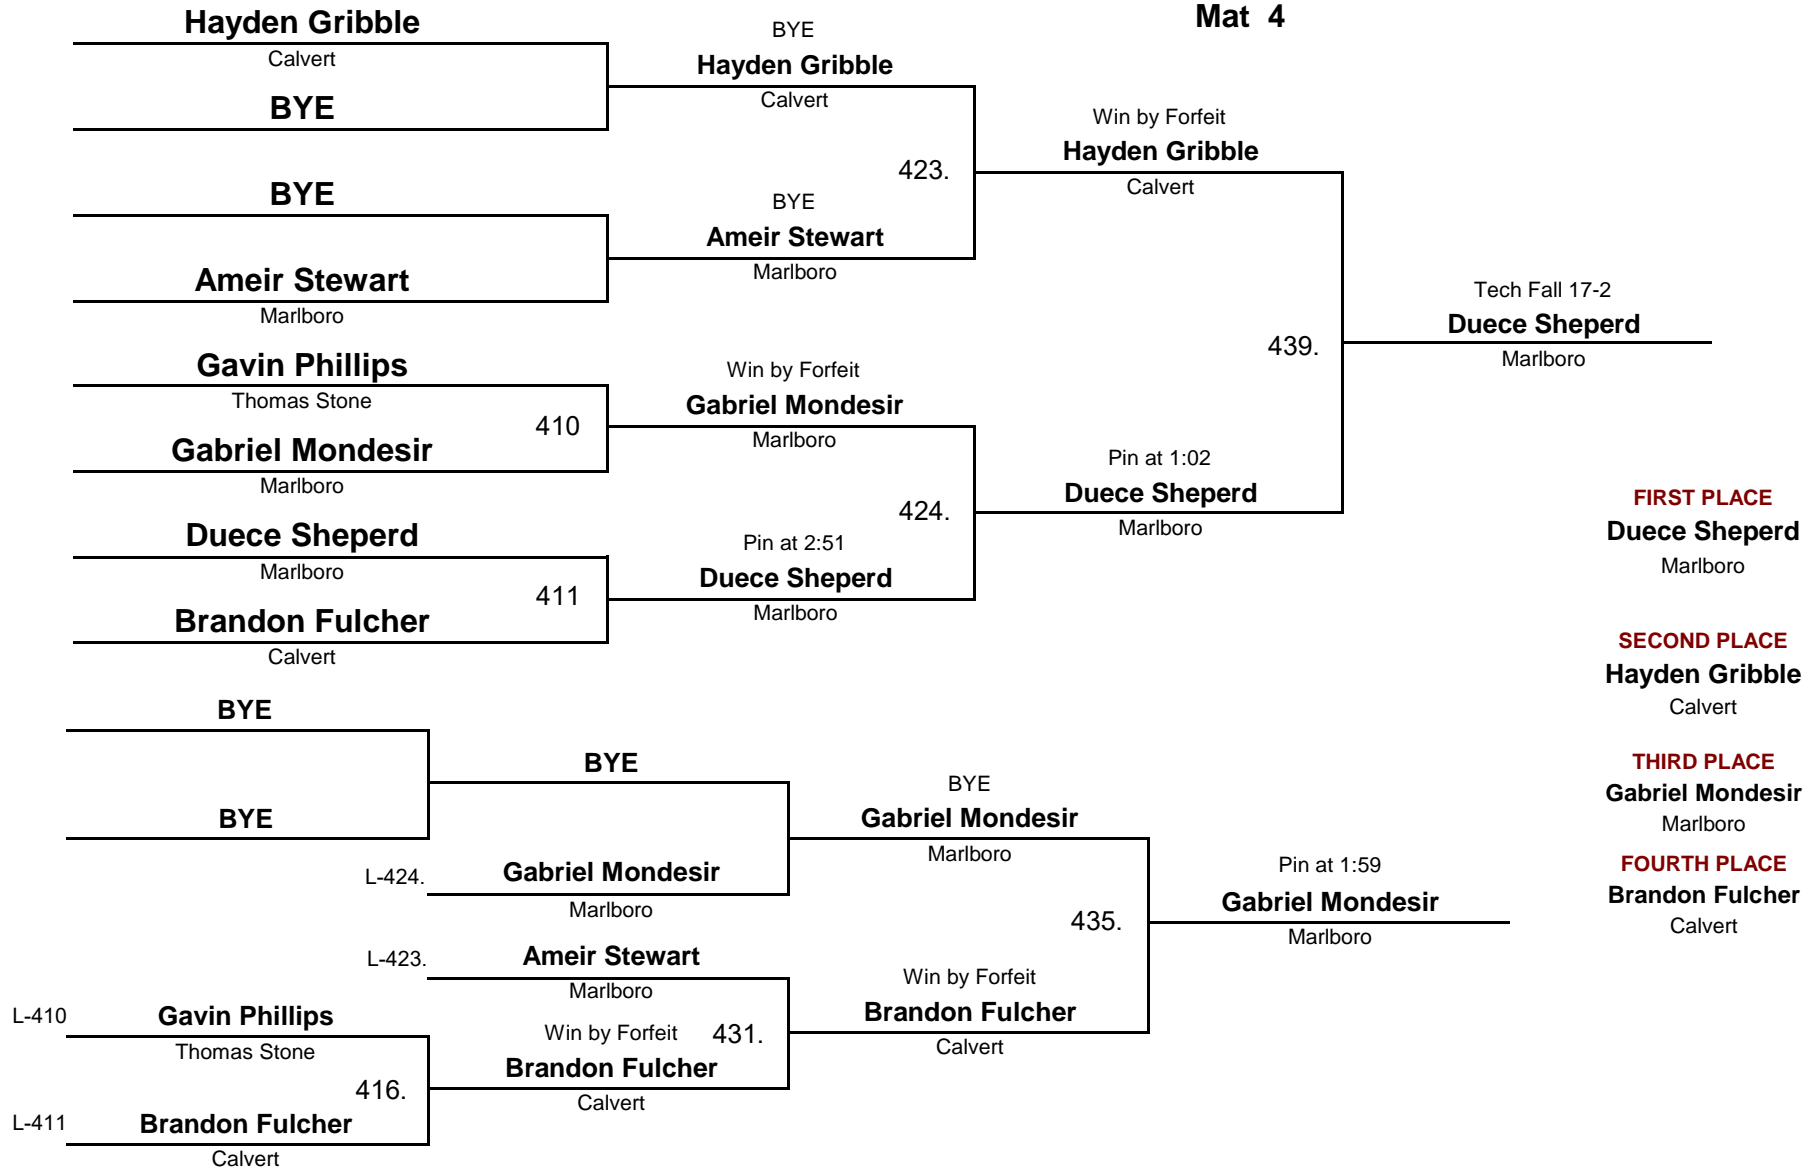 Mat 4
Hayden Gribble
Calvert
BYE
BYE
Ameir Stewart
Marlboro
Gavin Phillips
Thomas Stone
410
Gabriel Mondesir
Marlboro
Duece Sheperd
Marlboro
411
Brandon Fulcher
Calvert
BYE
Hayden Gribble
Calvert
423.
BYE
Ameir Stewart
Marlboro
Win by Forfeit
Gabriel Mondesir
Marlboro
424.
Pin at 2:51
Duece Sheperd
Marlboro
Win by Forfeit
Hayden Gribble
Calvert
439.
Pin at 1:02
Duece Sheperd
Marlboro
Tech Fall 17-2
Duece Sheperd
Marlboro
FIRST PLACE
Duece Sheperd
Marlboro
SECOND PLACE
Hayden Gribble
Calvert
THIRD PLACE
Gabriel Mondesir
Marlboro
FOURTH PLACE
Brandon Fulcher
Calvert
BYE
BYE
L-410
Gavin Phillips
Thomas Stone
416.
L-411
Brandon Fulcher
Calvert
BYE
L-424.
Gabriel Mondesir
Marlboro
L-423.
Ameir Stewart
Marlboro
Win by Forfeit
431.
Brandon Fulcher
Calvert
BYE
Gabriel Mondesir
Marlboro
435.
Win by Forfeit
Brandon Fulcher
Calvert
Pin at 1:59
Gabriel Mondesir
Marlboro